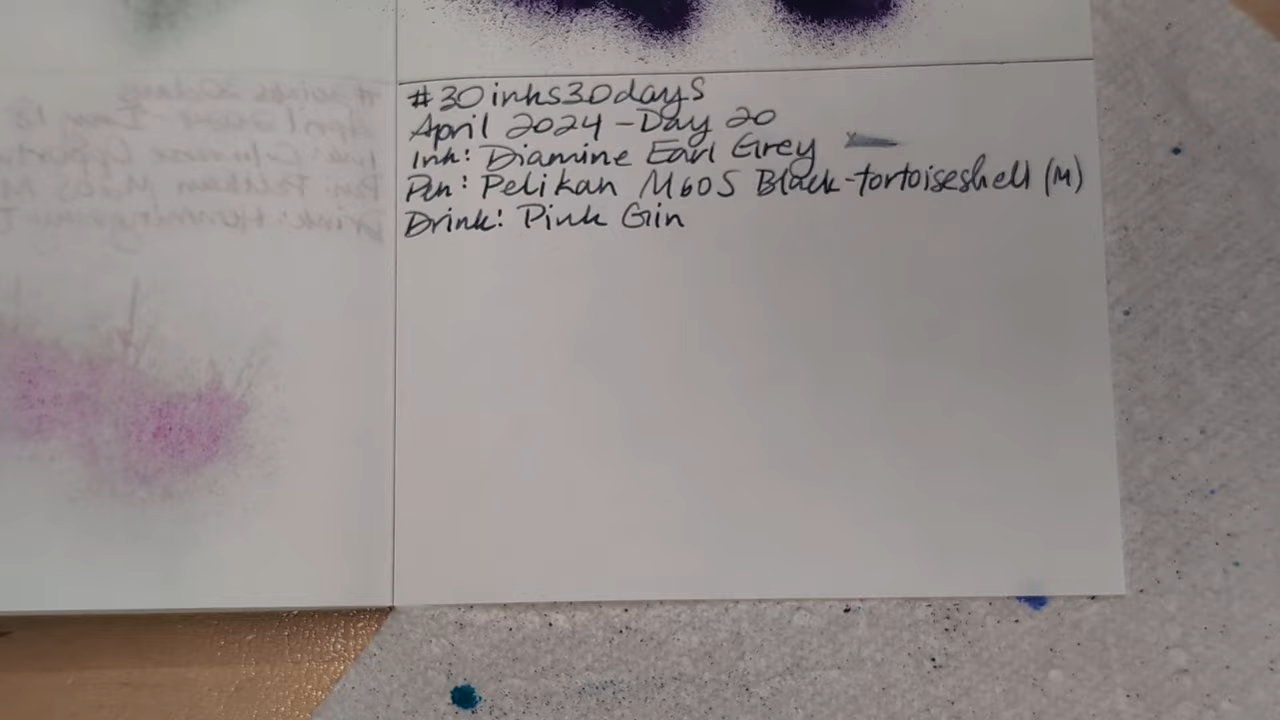 #30inks30days
April 2024 - Day 20
Ink: Diamine Earl Grey
Pen: Pelikan M605 Black-tortoiseshell (M)
Drink: Pink Gin